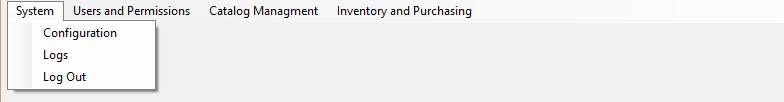 System Users and Permissions Catalog Managment Inventory and Purchasing
Configuration
Logs
Log Out